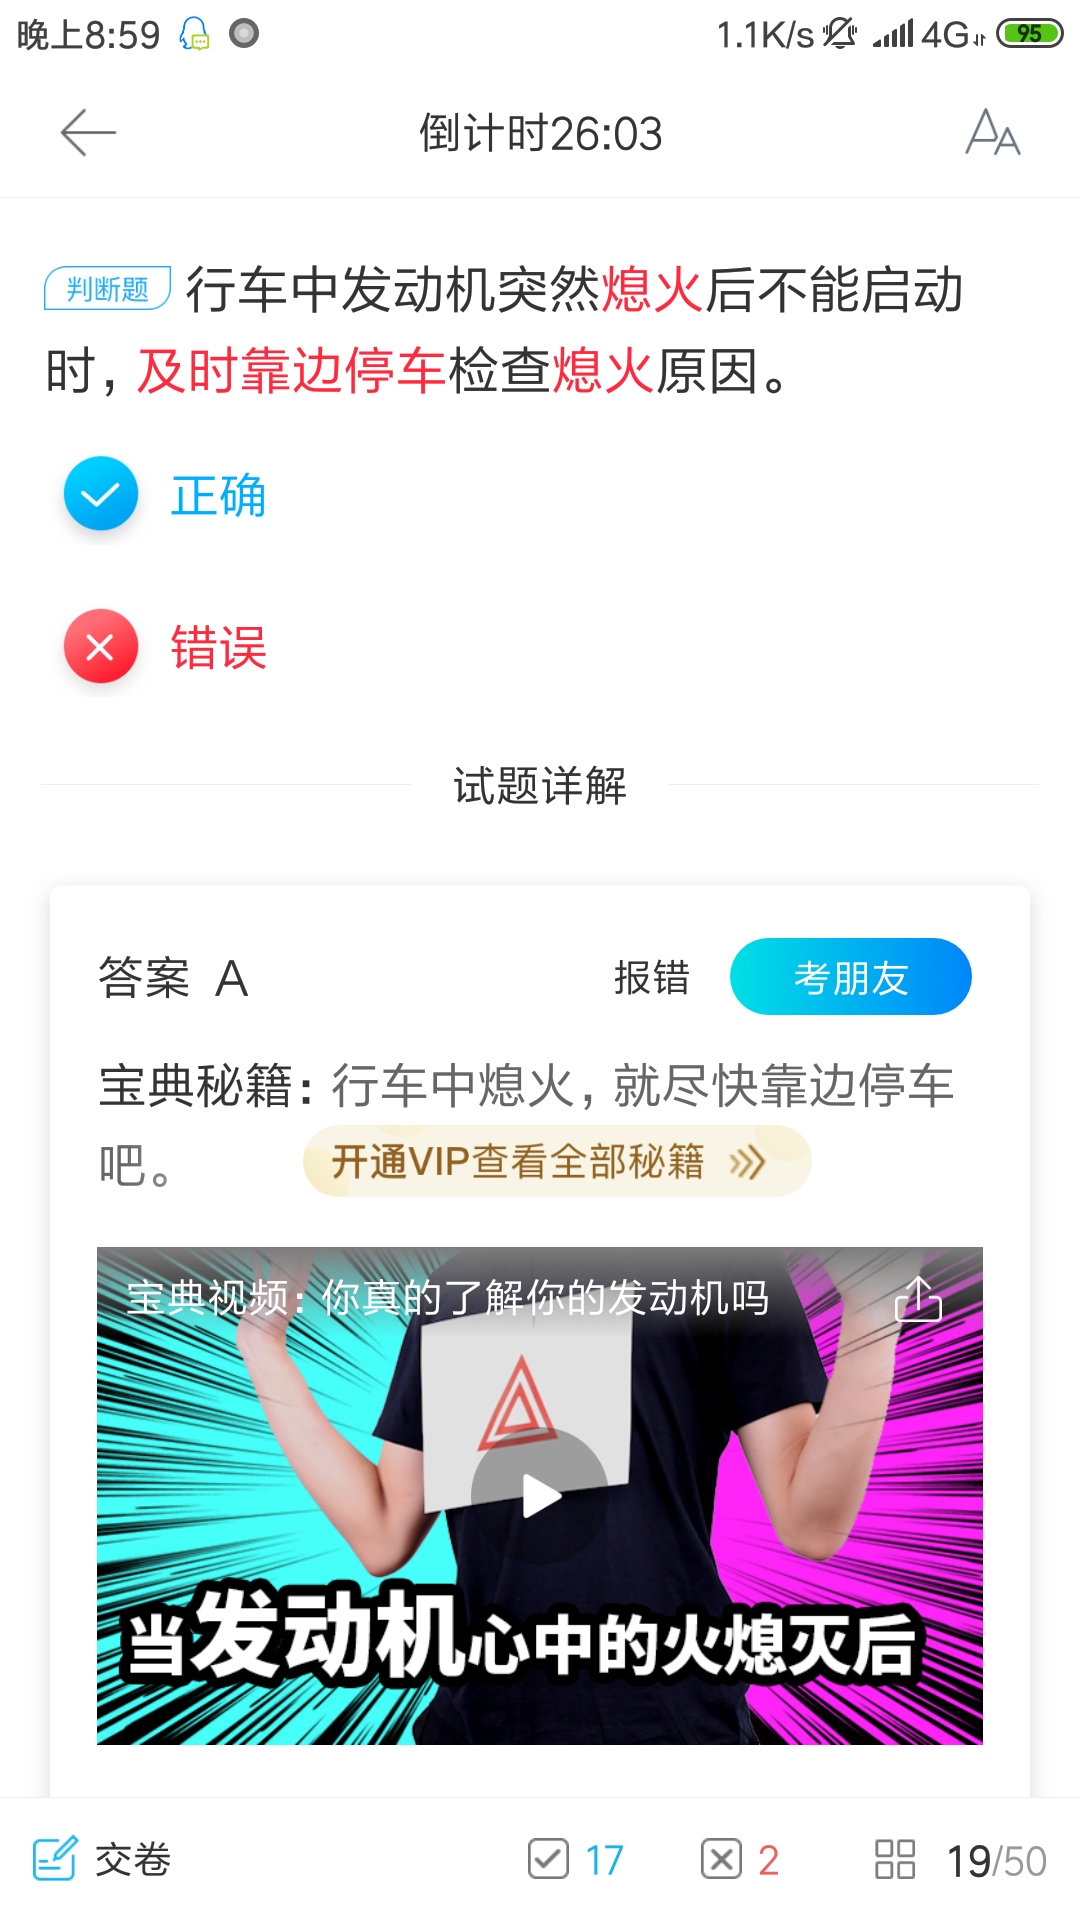 晚上8:59 1.1K/s 4G 95
倒计时26:03
判断题 行车中发动机突然熄火后不能启动
时，及时靠边停车检查熄火原因。
正确
错误
试题详解
答案 A 报错 考朋友
宝典秘籍：行车中熄火，就尽快靠边停车
吧。 开通VIP查看全部秘籍
宝典视频：你真的了解你的发动机吗
当发动机心中的火熄灭后
交卷 17 2 19/50